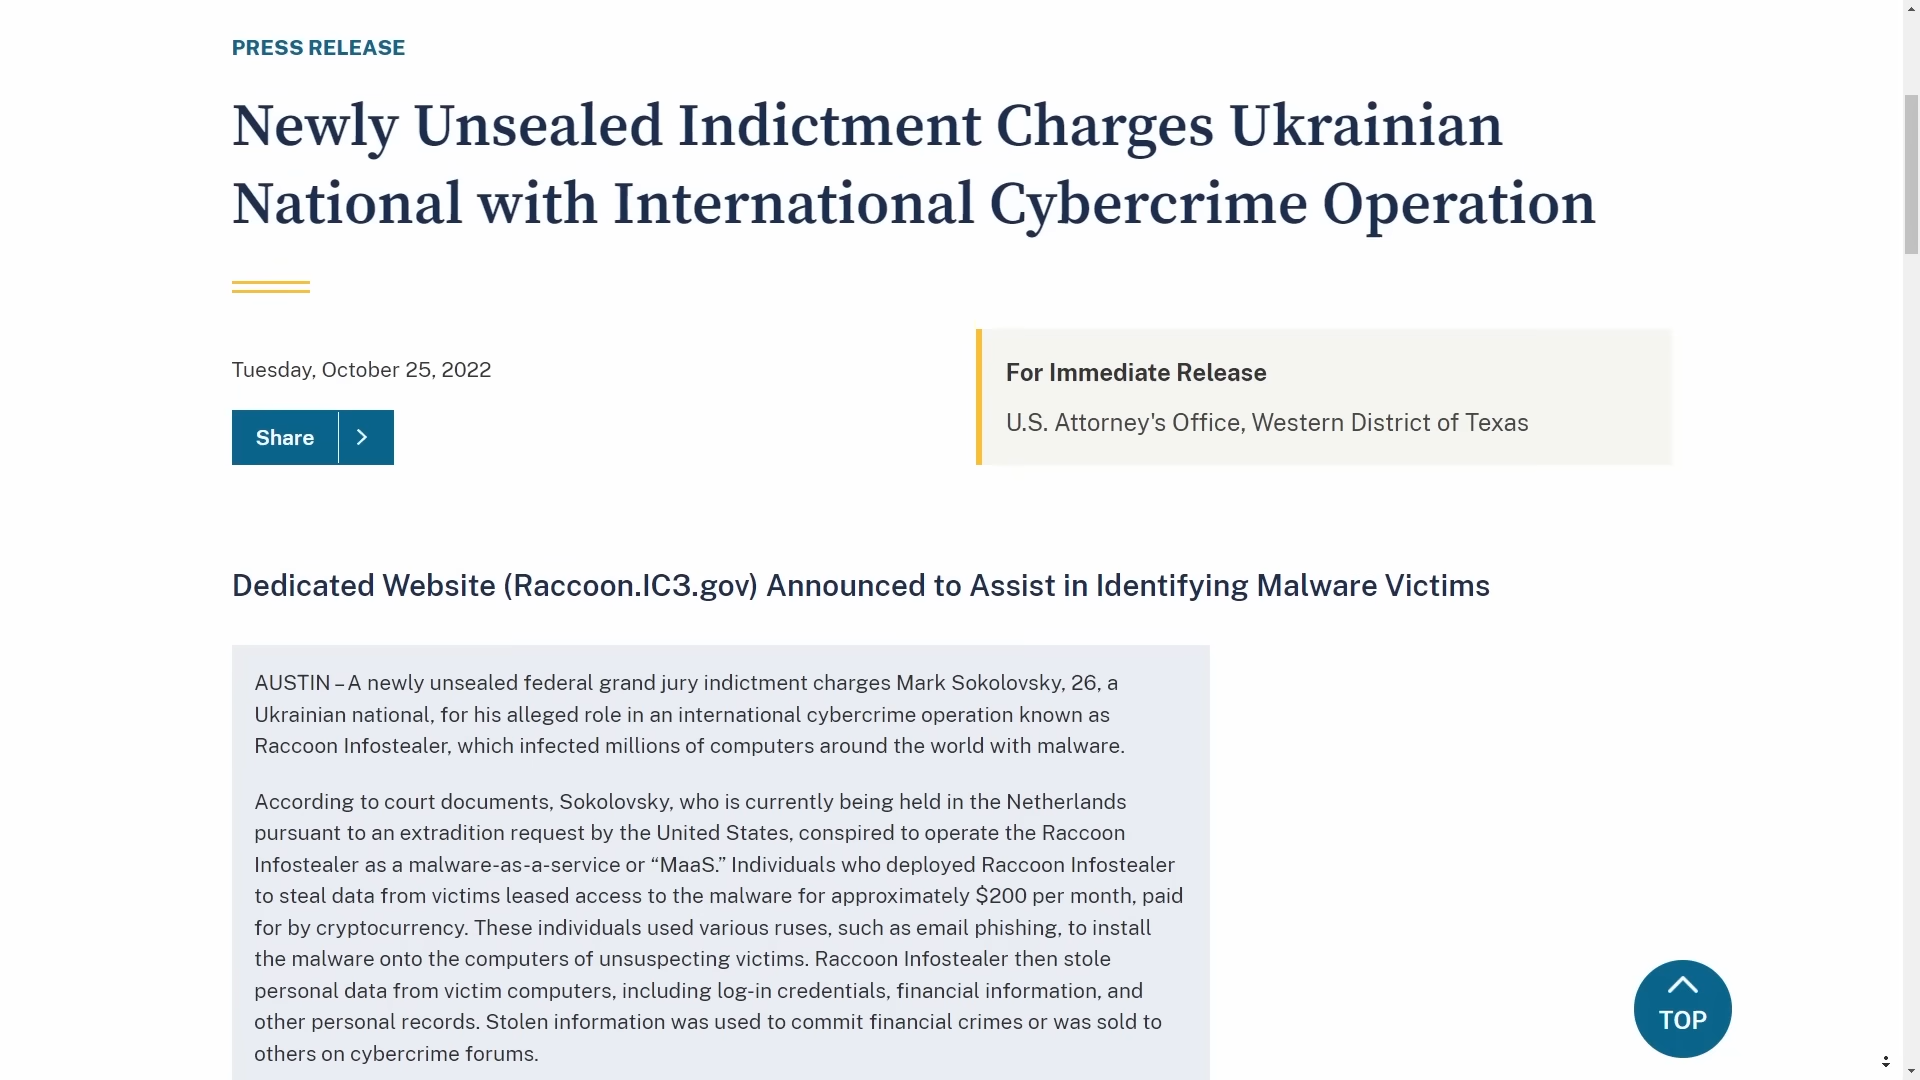 PRESS RELEASE
Newly Unsealed Indictment Charges Ukrainian
National with International Cybercrime Operation
Tuesday, October 25, 2022
Share
For Immediate Release
U.S. Attorney's Office, Western District of Texas
Dedicated Website (Raccoon.IC3.gov) Announced to Assist in Identifying Malware Victims
AUSTIN – A newly unsealed federal grand jury indictment charges Mark Sokolovsky, 26, a
Ukrainian national, for his alleged role in an international cybercrime operation known as
Raccoon Infostealer, which infected millions of computers around the world with malware.
According to court documents, Sokolovsky, who is currently being held in the Netherlands
pursuant to an extradition request by the United States, conspired to operate the Raccoon
Infostealer as a malware-as-a-service or “MaaS.” Individuals who deployed Raccoon Infostealer
to steal data from victims leased access to the malware for approximately $200 per month, paid
for by cryptocurrency. These individuals used various ruses, such as email phishing, to install
the malware onto the computers of unsuspecting victims. Raccoon Infostealer then stole
personal data from victim computers, including log-in credentials, financial information, and
other personal records. Stolen information was used to commit financial crimes or was sold to
others on cybercrime forums.
TOP